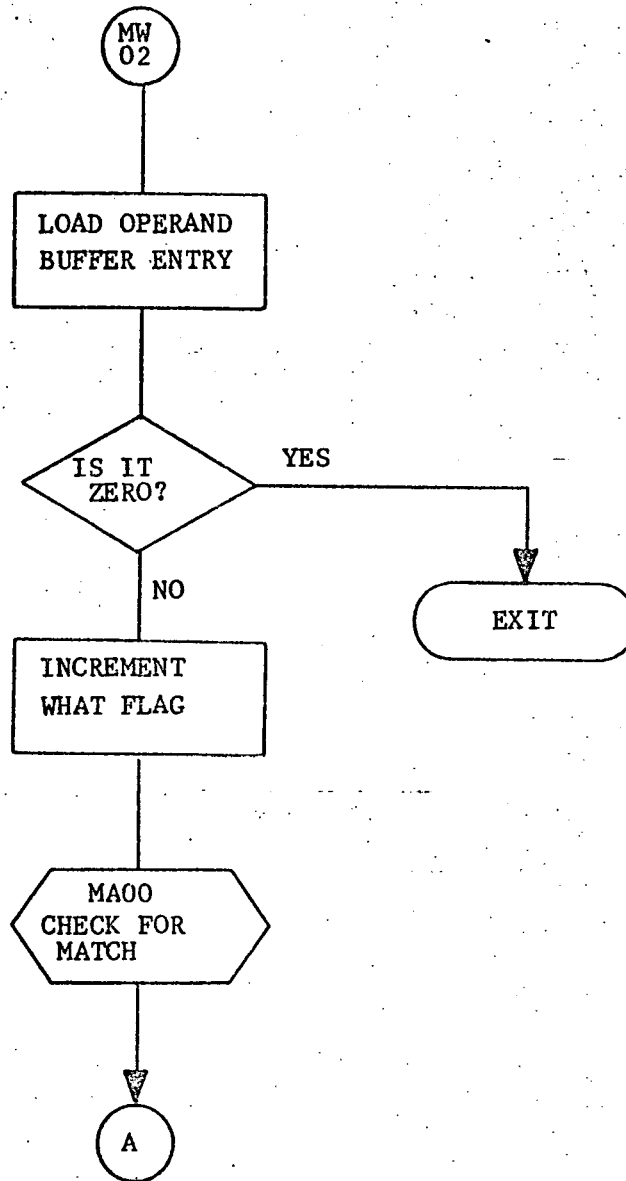 MW
02
LOAD OPERAND
BUFFER ENTRY
IS IT
ZERO?
YES
NO
EXIT
INCREMENT
WHAT FLAG
MA00
CHECK FOR
MATCH
A